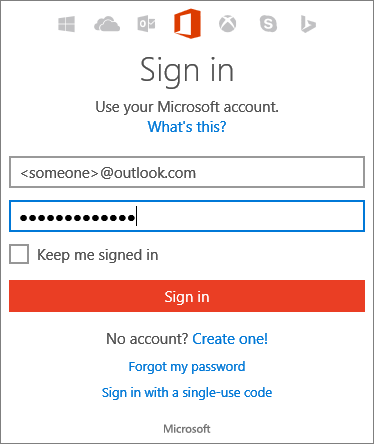 Sign in
Use your Microsoft account.
What's this?
<someone>@outlook.com
Keep me signed in
Sign in
No account? Create one!
Forgot my password
Sign in with a single-use code
Microsoft